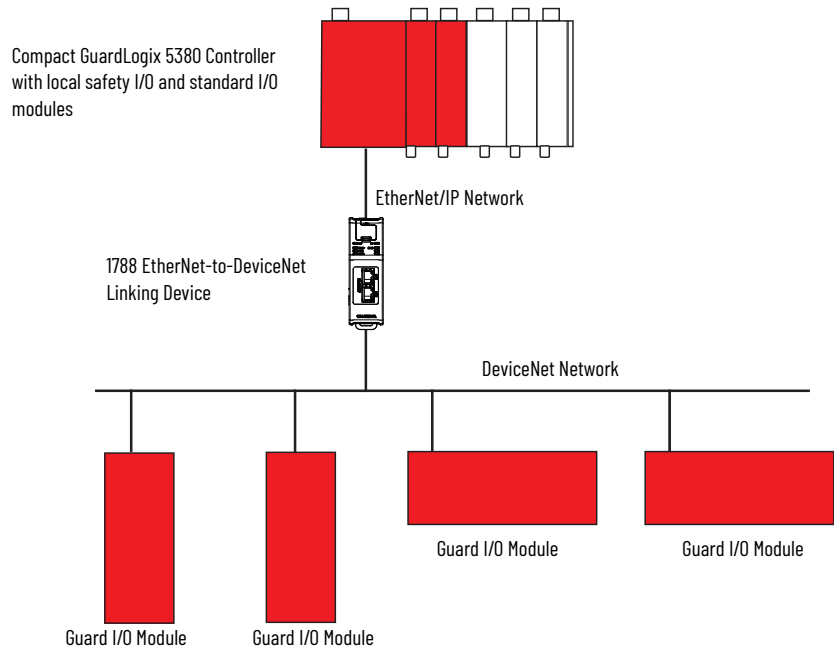 Compact GuardLogix 5380 Controller
with local safety I/O and standard I/O
modules
EtherNet/IP Network
1788 EtherNet-to-DeviceNet
Linking Device
DeviceNet Network
Guard I/O Module
Guard I/O Module
Guard I/O Module
Guard I/O Module